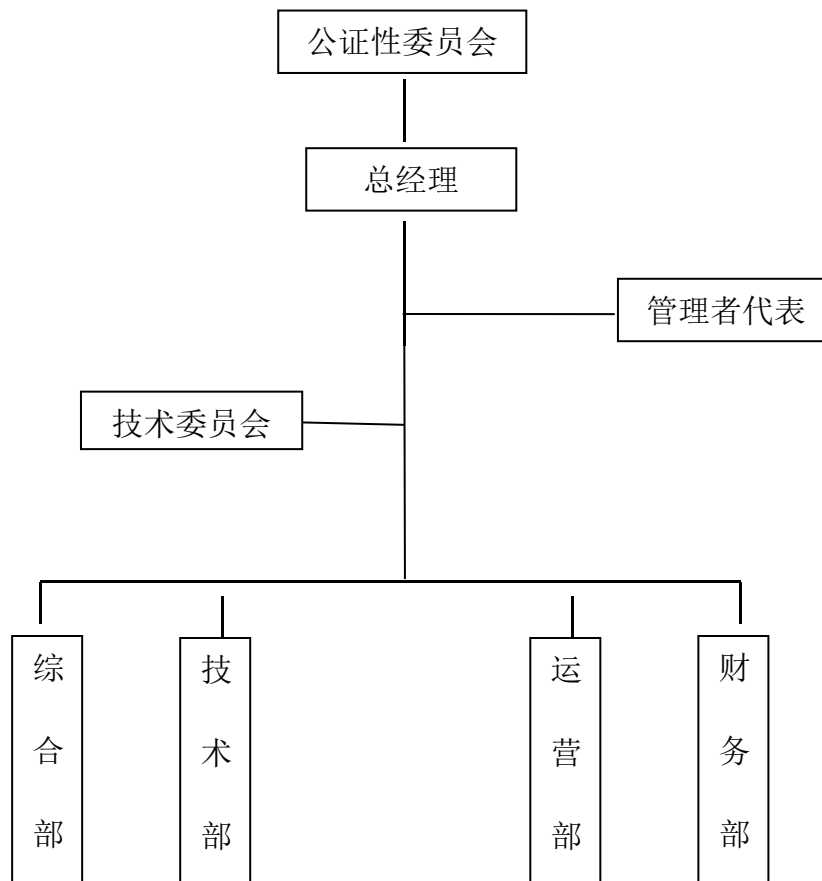 公证性委员会
总经理
管理者代表
技术委员会
综合部
技术部
运营部
财务部